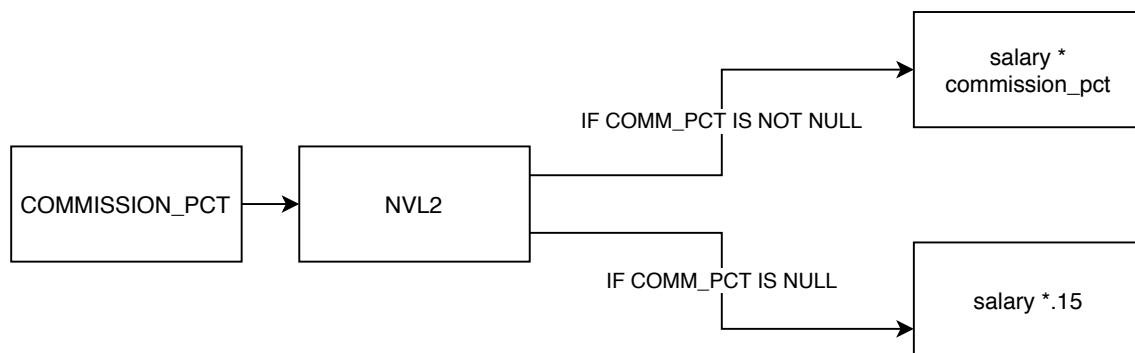 salary *
commission_pct
IF COMM_PCT IS NOT NULL
COMMISSION_PCT
NVL2
IF COMM_PCT IS NULL
salary *.15